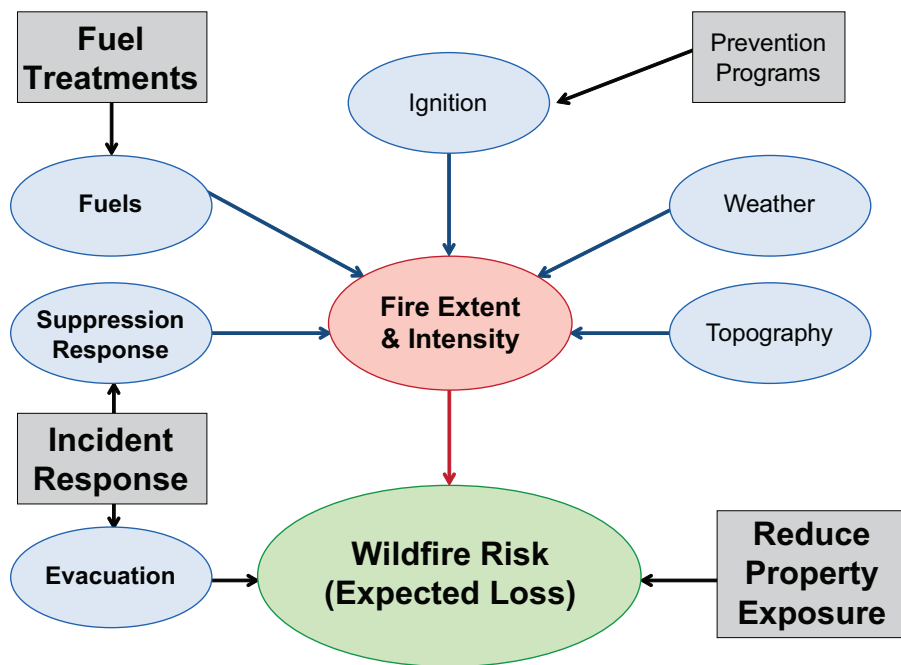 Fuel
Treatments
Prevention
Programs
Ignition
Fuels
Weather
Fire Extent
& Intensity
Suppression
Response
Topography
Incident
Response
Evacuation
Wildfire Risk
(Expected Loss)
Reduce
Property
Exposure